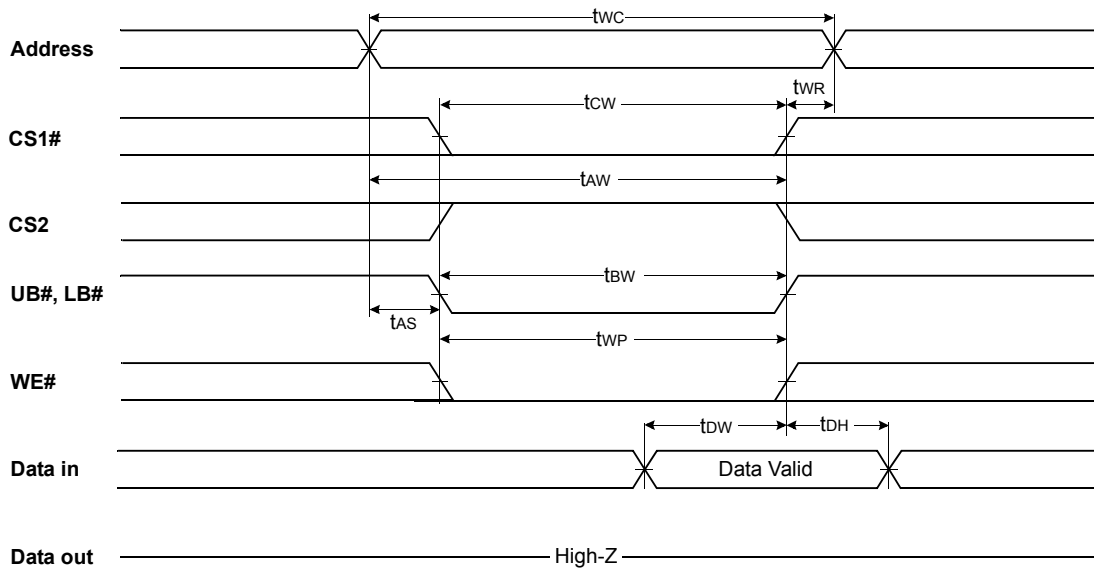 tWC
Address
tWR
tCW
CS1#
tAW
CS2
tBW
UB#, LB#
tAS
tWP
WE#
tDW
tDH
Data in
Data Valid
Data out
High-Z